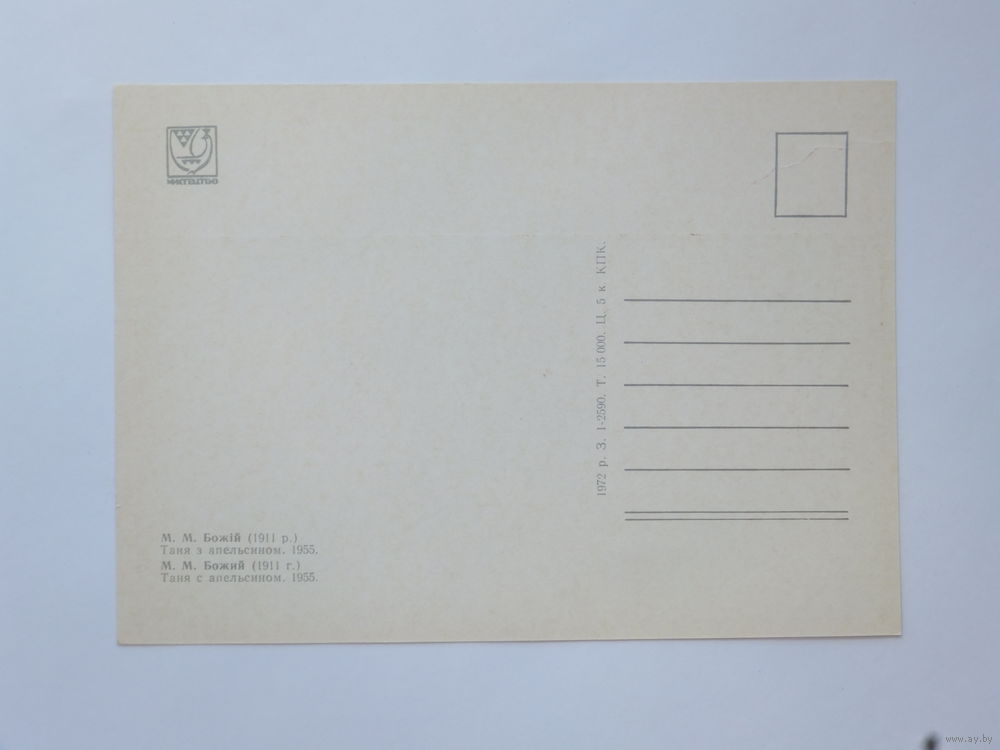 МИСТЕЦТВО
1972 р. З. 1-2590. Т. 15 000. Ц. 5 к. КПК.
М. М. Божій (1911 р.)
Таня з апельсином. 1955.
М. М. Божий (1911 г.)
Таня с апельсином. 1955.
www.ay.by